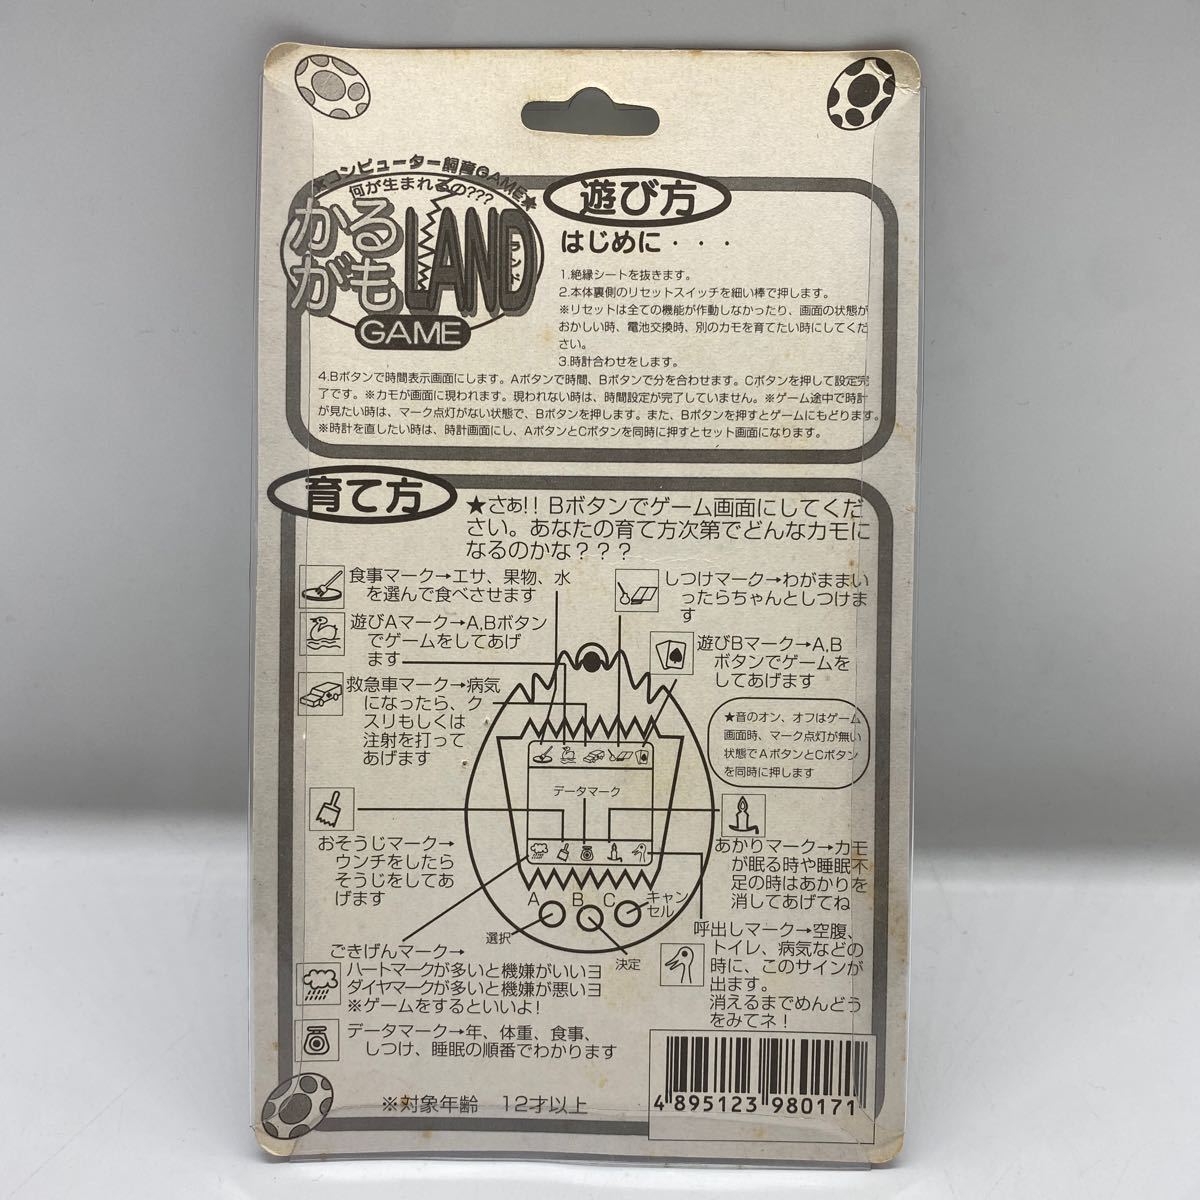 ★コンピューター飼育GAME★
何が生まれるの???
かるがもLAND
ランド
GAME
遊び方
はじめに・・・
1.絶縁シートを抜きます。
2.本体裏側のリセットスイッチを細い棒で押します。
※リセットは全ての機能が作動しなかったり、画面の状態が
おかしい時、電池交換時、別のカモを育てたい時にしてくだ
さい。
3.時計合わせをします。
4.Bボタンで時間表示画面にします。Aボタンで時間、Bボタンで分を合わせます。Cボタンを押して設定完
了です。※カモが画面に現われます。現われない時は、時間設定が完了していません。※ゲーム途中で時計
が見たい時は、マーク点灯がない状態で、Bボタンを押します。また、Bボタンを押すとゲームにもどります。
※時計を直したい時は、時計画面にし、AボタンとCボタンを同時に押すとセット画面になります。
育て方
★さぁ!! Bボタンでゲーム画面にしてくだ
さい。あなたの育て方次第でどんなカモに
なるのかな？？？
食事マーク→エサ、果物、水
を選んで食べさせます
遊びAマーク→A,Bボタン
でゲームをしてあげ
ます
救急車マーク→病気
になったら、ク
スリもしくは
注射を打って
あげます
しつけマーク→わがままい
ったらちゃんとしつけま
す
遊びBマーク→A,B
ボタンでゲームを
してあげます
★音のオン、オフはゲーム
画面時、マーク点灯が無い
状態でAボタンとCボタン
を同時に押します
データマーク
A
B
C
キャン
セル
選択
決定
おそうじマーク→
ウンチをしたら
そうじをしてあ
げます
あかりマーク→カモ
が眠る時や睡眠不
足の時はあかりを
消してあげてね
ごきげんマーク→
ハートマークが多いと機嫌がいいヨ
ダイヤマークが多いと機嫌が悪いヨ
※ゲームをするといいよ!
呼出しマーク→空腹、
トイレ、病気などの
時に、このサインが
出ます。
消えるまでめんどう
をみてネ！
データマーク→年、体重、食事、
しつけ、睡眠の順番でわかります
※対象年齢　12才以上
4 895123 980171